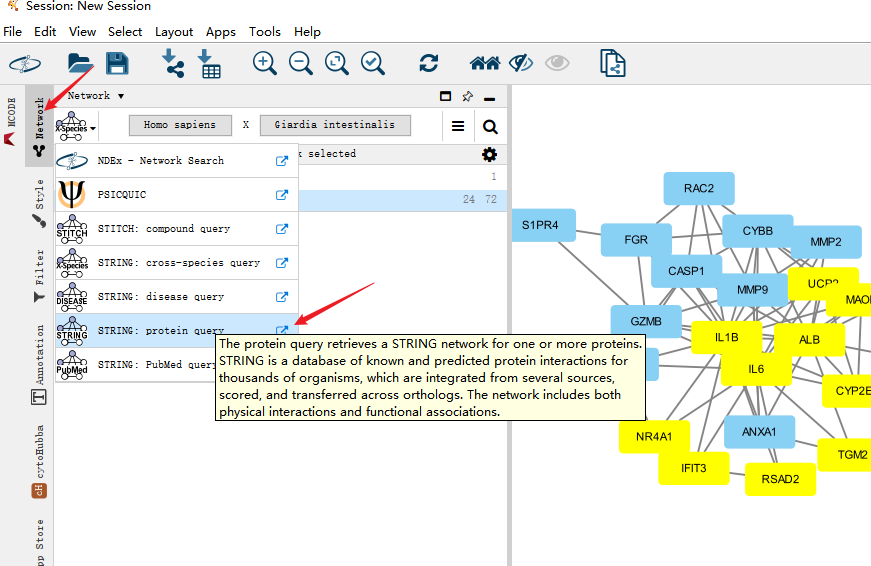 Session: New Session
File Edit View Select Layout Apps Tools Help
MCODE
Network
Style
Filter
Annotation
cytoHubba
cH
pp Store
Network ▼
X-Species
Homo sapiens X Giardia intestinalis
k selected
1
24 72
NDEx - Network Search
PSICQUIC
STITCH STITCH: compound query
X-Species STRING: cross-species query
DISEASE STRING: disease query
STRING STRING: protein query
PubMed STRING: PubMed query
The protein query retrieves a STRING network for one or more proteins.
STRING is a database of known and predicted protein interactions for
thousands of organisms, which are integrated from several sources,
scored, and transferred across orthologs. The network includes both
physical interactions and functional associations.
RAC2
S1PR4
FGR
CYBB
MMP2
CASP1
MMP9
MAO
GZMB
IL1B
ALB
IL6
CYP2E
NR4A1
ANXA1
IFIT3
TGM2
RSAD2